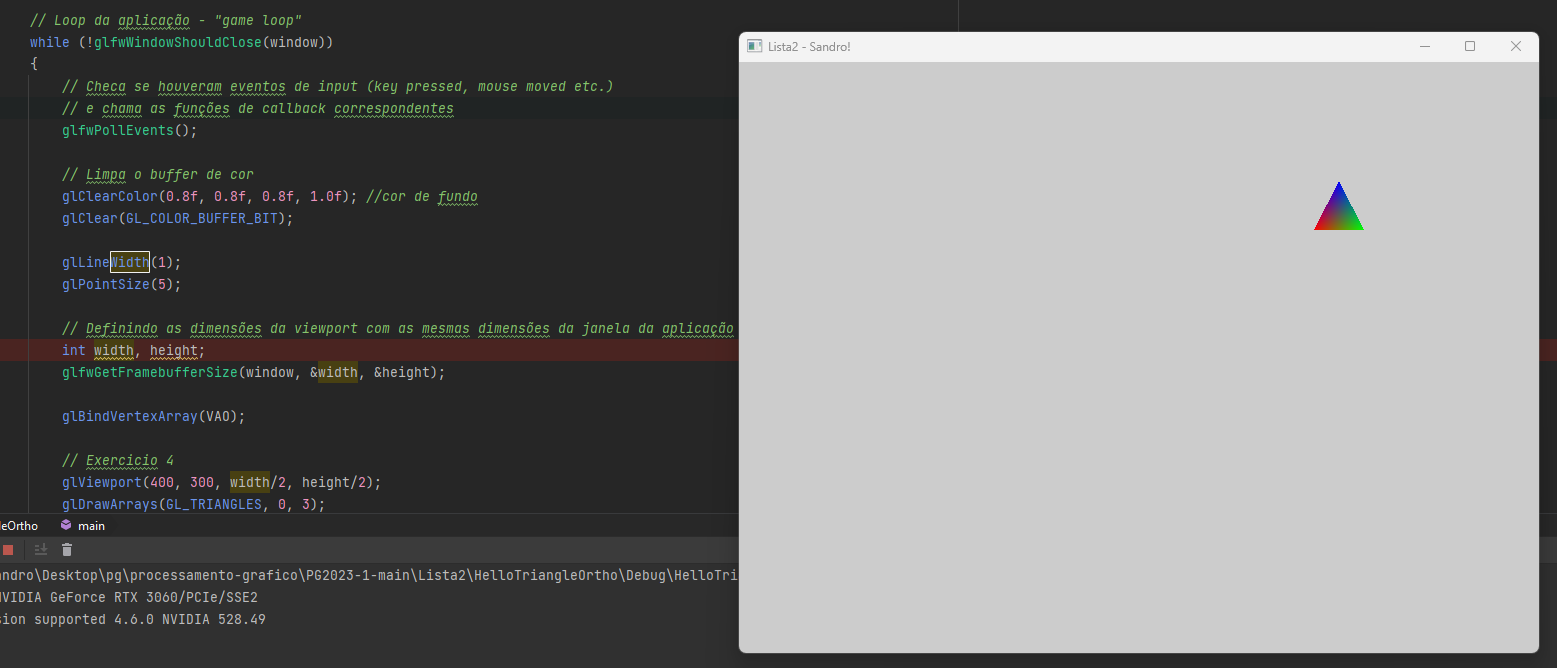 // Loop da aplicação - "game loop"
while (!glfwWindowShouldClose(window))
{
// Checa se houveram eventos de input (key pressed, mouse moved etc.)
// e chama as funções de callback correspondentes
glfwPollEvents();
// Limpa o buffer de cor
glClearColor(0.8f, 0.8f, 0.8f, 1.0f); //cor de fundo
glClear(GL_COLOR_BUFFER_BIT);
glLineWidth(1);
glPointSize(5);
// Definindo as dimensões da viewport com as mesmas dimensões da janela da aplicação
int width, height;
glfwGetFramebufferSize(window, &width, &height);
glBindVertexArray(VAO);
// Exercicio 4
glViewport(400, 300, width/2, height/2);
glDrawArrays(GL_TRIANGLES, 0, 3);
leOrtho main
andro\Desktop\pg\processamento-grafico\PG2023-1-main\Lista2\HelloTriangleOrtho\Debug\HelloTri
NVIDIA GeForce RTX 3060/PCIe/SSE2
sion supported 4.6.0 NVIDIA 528.49
Lista2 - Sandro!